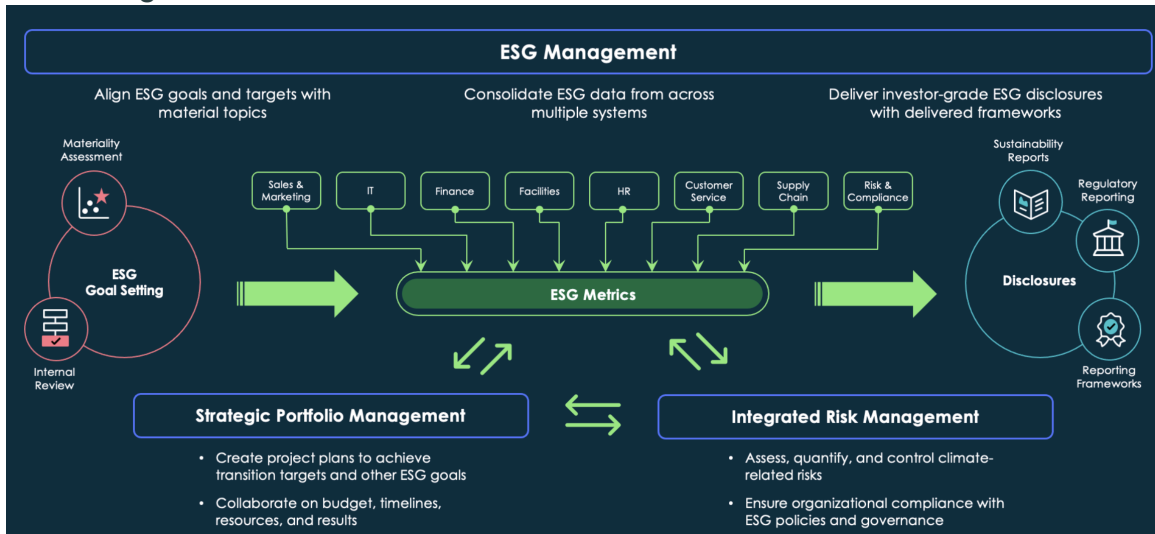 ESG Management
Align ESG goals and targets with
material topics
Consolidate ESG data from across
multiple systems
Deliver investor-grade ESG disclosures
with delivered frameworks
Materiality
Assessment
ESG
Goal Setting
Internal
Review
Sales &
Marketing
IT
Finance
Facilities
HR
Customer
Service
Supply
Chain
Risk &
Compliance
ESG Metrics
Sustainability
Reports
Regulatory
Reporting
Disclosures
Reporting
Frameworks
Strategic Portfolio Management
• Create project plans to achieve
transition targets and other ESG goals
• Collaborate on budget, timelines,
resources, and results
Integrated Risk Management
• Assess, quantify, and control climate-
related risks
• Ensure organizational compliance with
ESG policies and governance